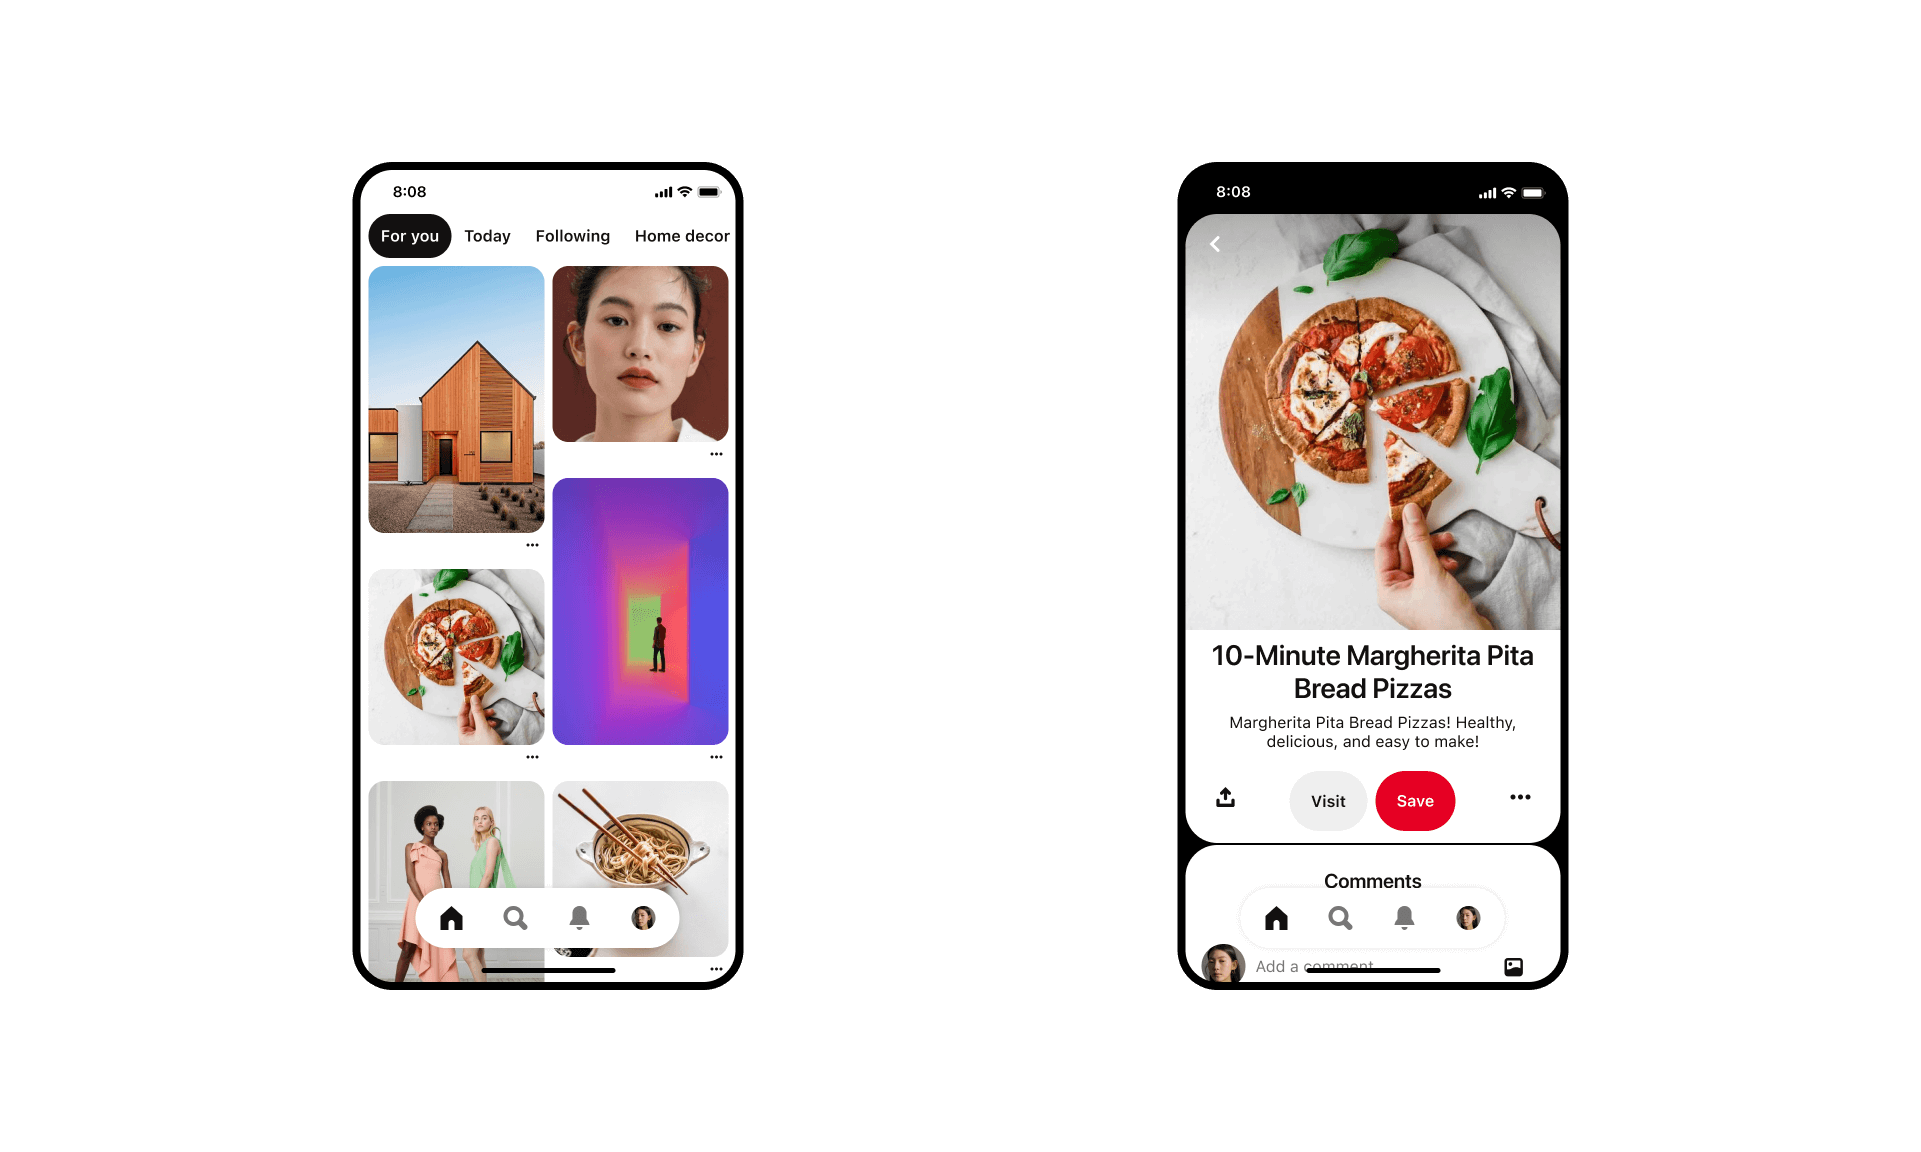 8:08
For you Today Following Home decor
8:08
10-Minute Margherita Pita
Bread Pizzas
Margherita Pita Bread Pizzas! Healthy,
delicious, and easy to make!
Visit Save
Comments
Add a comment